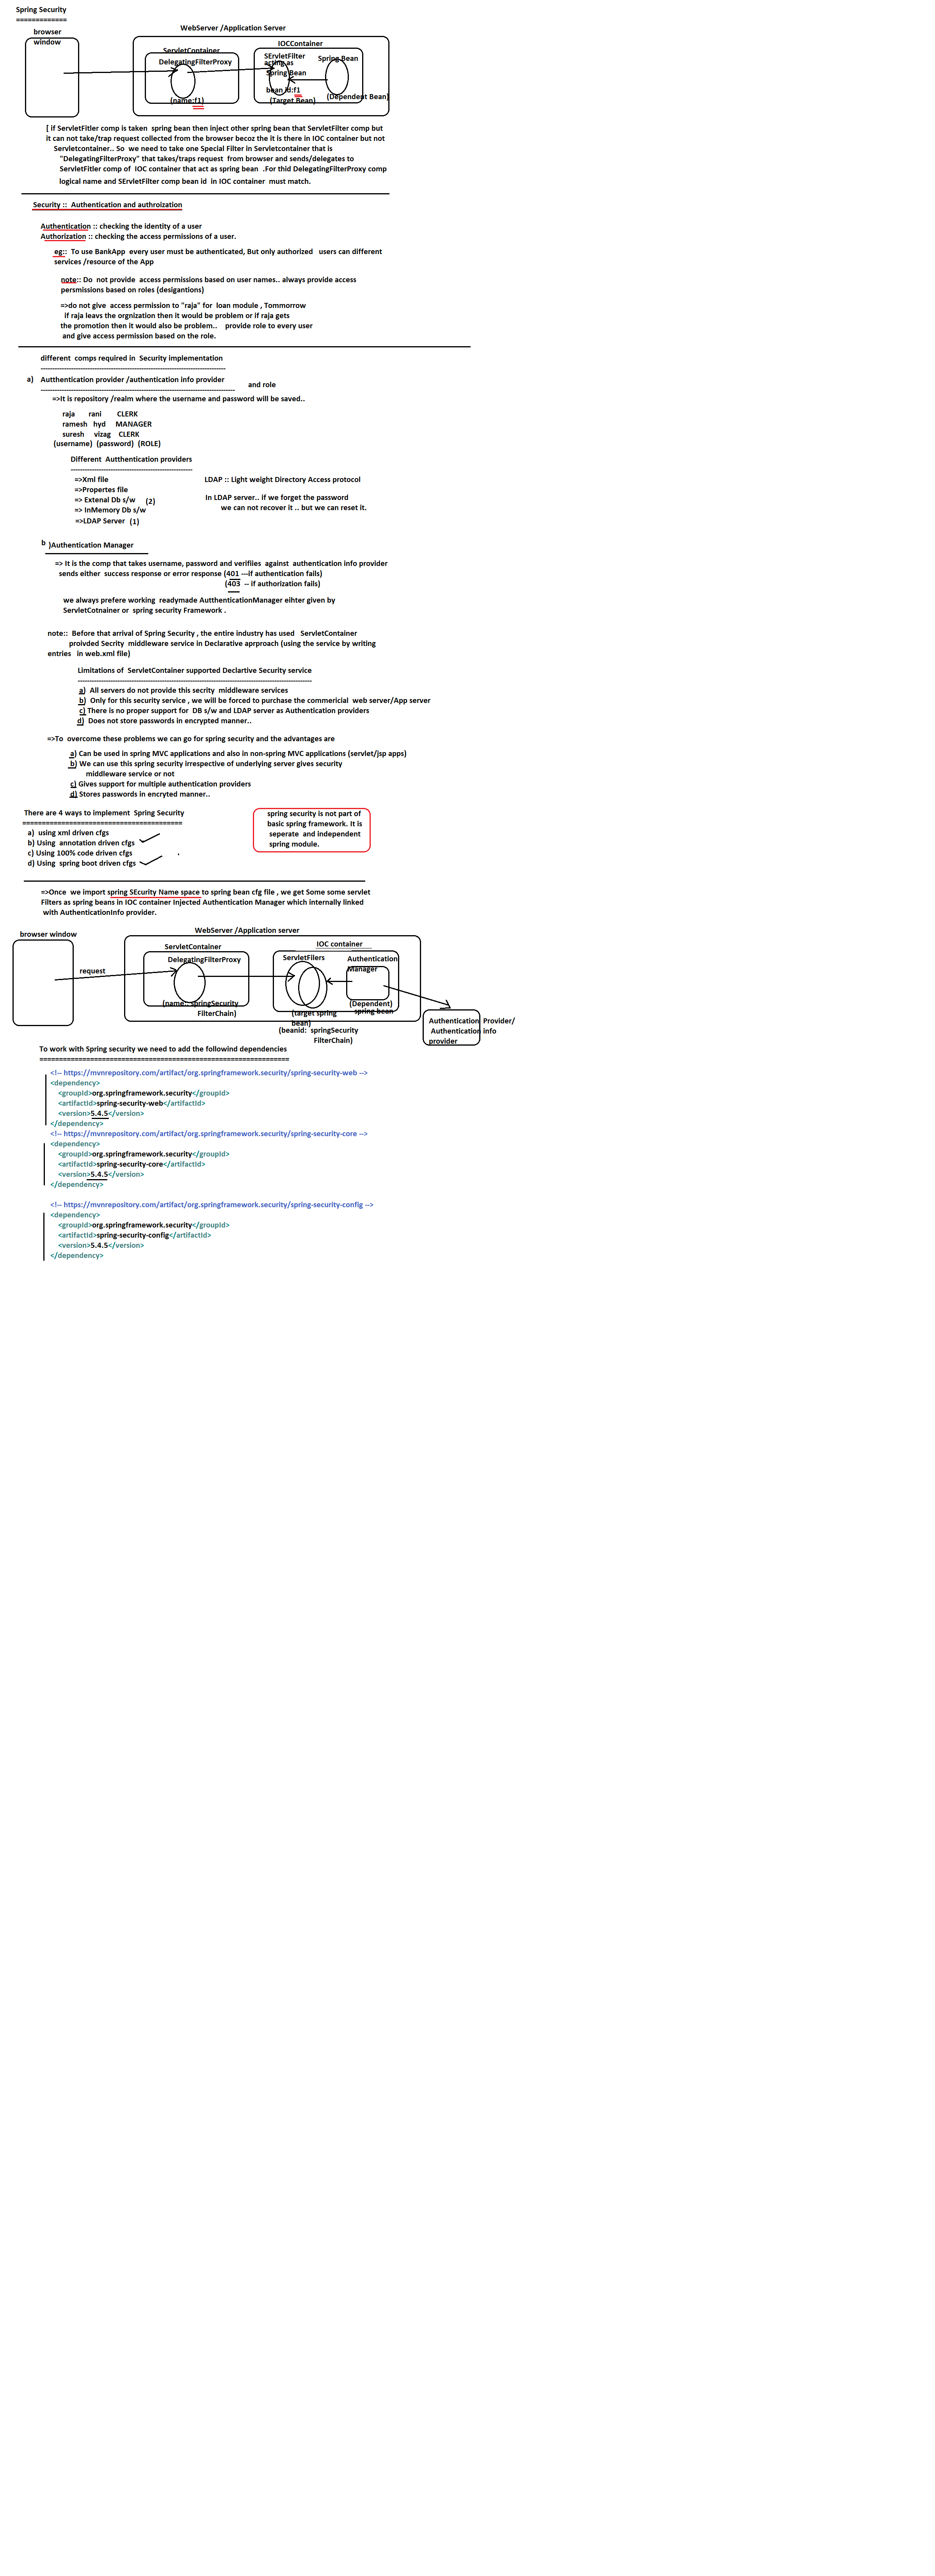 Spring Security
=============
browser
window
WebServer /Application Server
ServletContainer
DelegatingFilterProxy
(name:f1)
IOCContainer
SErvletFilter
acting as
Spring Bean
bean id:f1
(Target Bean)
Spring Bean
(Dependent Bean)
[ if ServletFitler comp is taken spring bean then inject other spring bean that ServletFilter comp but
it can not take/trap request collected from the browser becoz the it is there in IOC container but not
Servletcontainer.. So we need to take one Special Filter in Servletcontainer that is
"DelegatingFilterProxy" that takes/traps request from browser and sends/delegates to
ServletFitler comp of IOC container that act as spring bean .For thid DelegatingFilterProxy comp
logical name and SErvletFilter comp bean id in IOC container must match.
Security :: Authentication and authroization
Authentication :: checking the identity of a user
Authorization :: checking the access permissions of a user.
eg:: To use BankApp every user must be authenticated, But only authorized users can different
services /resource of the App
note:: Do not provide access permissions based on user names.. always provide access
persmissions based on roles (desigantions)
=>do not give access permission to "raja" for loan module , Tommorrow
if raja leavs the orgnization then it would be problem or if raja gets
the promotion then it would also be problem.. provide role to every user
and give access permission based on the role.
different comps required in Security implementation
--------------------------------------------------------------------------------
a) Autthentication provider /authentication info provider
------------------------------------------------------------------------------------
and role
=>It is repository /realm where the username and password will be saved..
raja rani CLERK
ramesh hyd MANAGER
suresh vizag CLERK
(username) (password) (ROLE)
Different Autthentication providers
-----------------------------------------------------
=>Xml file
=>Propertes file
=> Extenal Db s/w (2)
=> InMemory Db s/w
=>LDAP Server (1)
LDAP :: Light weight Directory Access protocol
In LDAP server.. if we forget the password
we can not recover it .. but we can reset it.
b )Authentication Manager
=> It is the comp that takes username, password and verifiies against authentication info provider
sends either success response or error response (401 ---if authentication fails)
(403 -- if authorization fails)
we always prefere working readymade AutthenticationManager eihter given by
ServletCotnainer or spring security Framework .
note:: Before that arrival of Spring Security , the entire industry has used ServletContainer
proivded Secrity middleware service in Declarative aprproach (using the service by writing
entries in web.xml file)
Limitations of ServletContainer supported Declartive Security service
------------------------------------------------------------------------------------------------------
a) All servers do not provide this secrity middleware services
b) Only for this security service , we will be forced to purchase the commericial web server/App server
c) There is no proper support for DB s/w and LDAP server as Authentication providers
d) Does not store passwords in encrypted manner..
=>To overcome these problems we can go for spring security and the advantages are
a) Can be used in spring MVC applications and also in non-spring MVC applications (servlet/jsp apps)
b) We can use this spring security irrespective of underlying server gives security
middleware service or not
c) Gives support for multiple authentication providers
d) Stores passwords in encryted manner..
There are 4 ways to implement Spring Security
=========================================
a) using xml driven cfgs
b) Using annotation driven cfgs
c) Using 100% code driven cfgs
d) Using spring boot driven cfgs
spring security is not part of
basic spring framework. It is
seperate and independent
spring module.
=>Once we import spring SEcurity Name space to spring bean cfg file , we get Some some servlet
Filters as spring beans in IOC container Injected Authentication Manager which internally linked
with AuthenticationInfo provider.
browser window
request
WebServer /Application server
ServletContainer
DelegatingFilterProxy
(name:: springSecurity
FilterChain)
IOC container
ServletFilers
(target spring
bean)
(beanid: springSecurity
FilterChain)
Authentication
Manager
(Dependent)
spring bean
Authentication Provider/
Authentication info
provider
To work with Spring security we need to add the followind dependencies
================================================================
<!-- https://mvnrepository.com/artifact/org.springframework.security/spring-security-web -->
<dependency>
<groupId>org.springframework.security</groupId>
<artifactId>spring-security-web</artifactId>
<version>5.4.5</version>
</dependency>
<!-- https://mvnrepository.com/artifact/org.springframework.security/spring-security-core -->
<dependency>
<groupId>org.springframework.security</groupId>
<artifactId>spring-security-core</artifactId>
<version>5.4.5</version>
</dependency>
<!-- https://mvnrepository.com/artifact/org.springframework.security/spring-security-config -->
<dependency>
<groupId>org.springframework.security</groupId>
<artifactId>spring-security-config</artifactId>
<version>5.4.5</version>
</dependency>